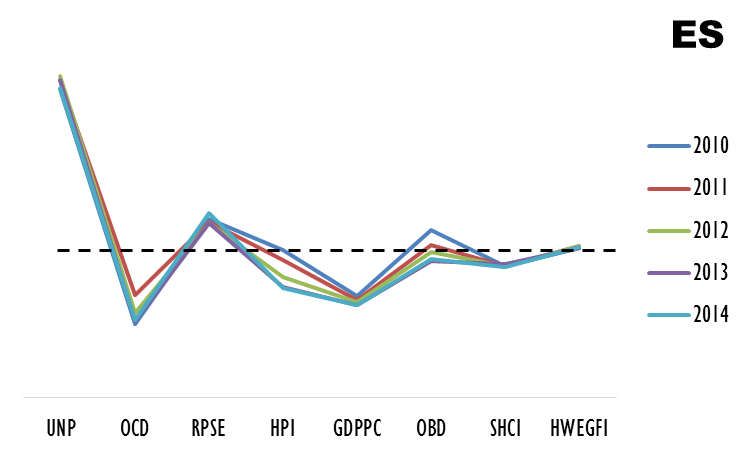 ES
2010
2011
2012
2013
2014
UNP OCD RPSE HPI GDPPC OBD SHCI HWEGFI